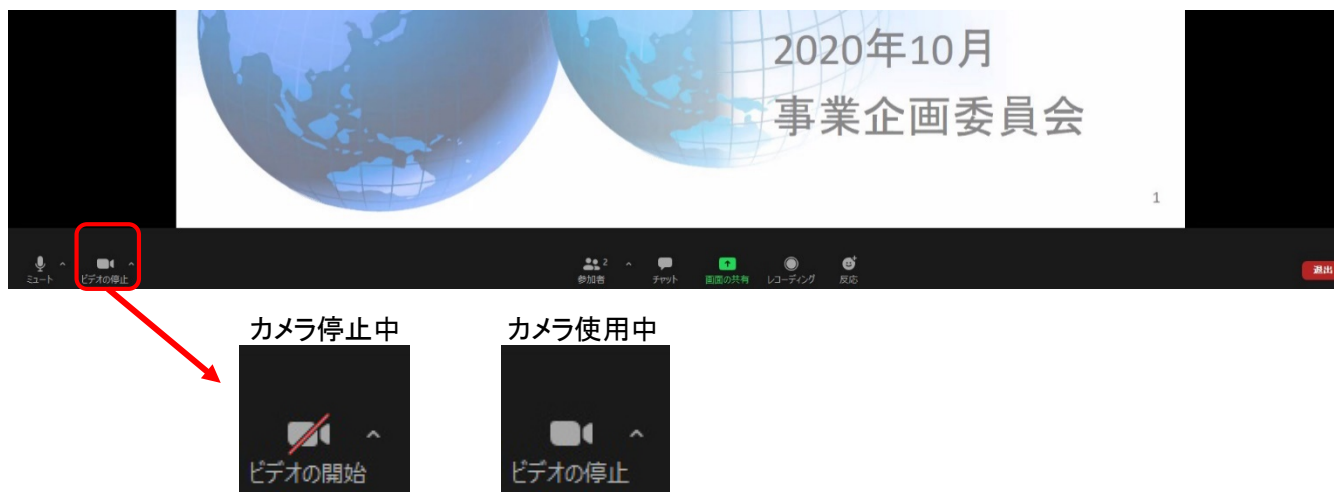 2020年10月
事業企画委員会
1
ミュート
ビデオの停止
2
参加者
チャット
画面の共有
レコーディング
反応
退出
カメラ停止中
カメラ使用中
ビデオの開始
ビデオの停止